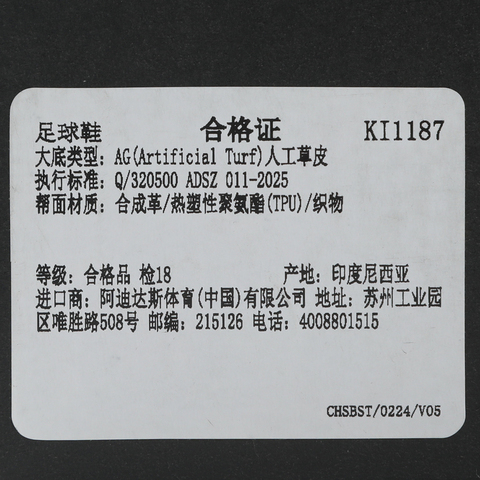 足球鞋 合格证 KI1187
大底类型: AG(Artificial Turf)人工草皮
执行标准: Q/320500 ADSZ 011-2025
帮面材质: 合成革/热塑性聚氨酯(TPU)/织物
等级: 合格品 检18 产地: 印度尼西亚
进口商: 阿迪达斯体育(中国)有限公司 地址: 苏州工业园
区唯胜路508号 邮编: 215126 电话: 4008801515
CHSBST/0224/V05